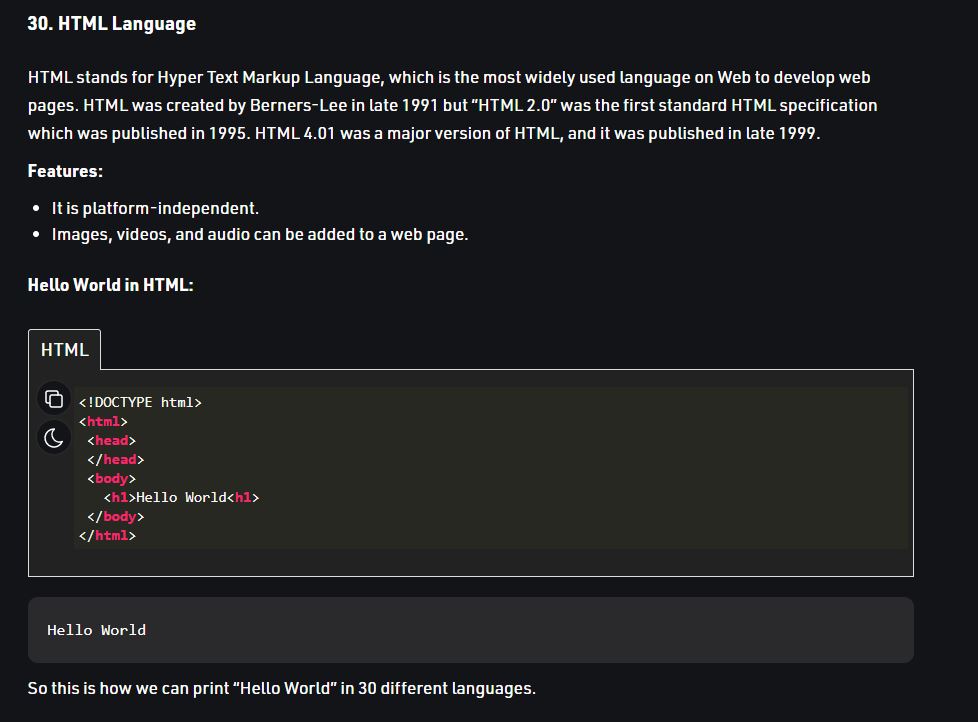 30. HTML Language
HTML stands for Hyper Text Markup Language, which is the most widely used language on Web to develop web
pages. HTML was created by Berners-Lee in late 1991 but “HTML 2.0” was the first standard HTML specification
which was published in 1995. HTML 4.01 was a major version of HTML, and it was published in late 1999.
Features:
• It is platform-independent.
• Images, videos, and audio can be added to a web page.
Hello World in HTML:
HTML
<!DOCTYPE html>
<html>
 <head>
 </head>
 <body>
   <h1>Hello World<h1>
 </body>
</html>
Hello World
So this is how we can print “Hello World” in 30 different languages.